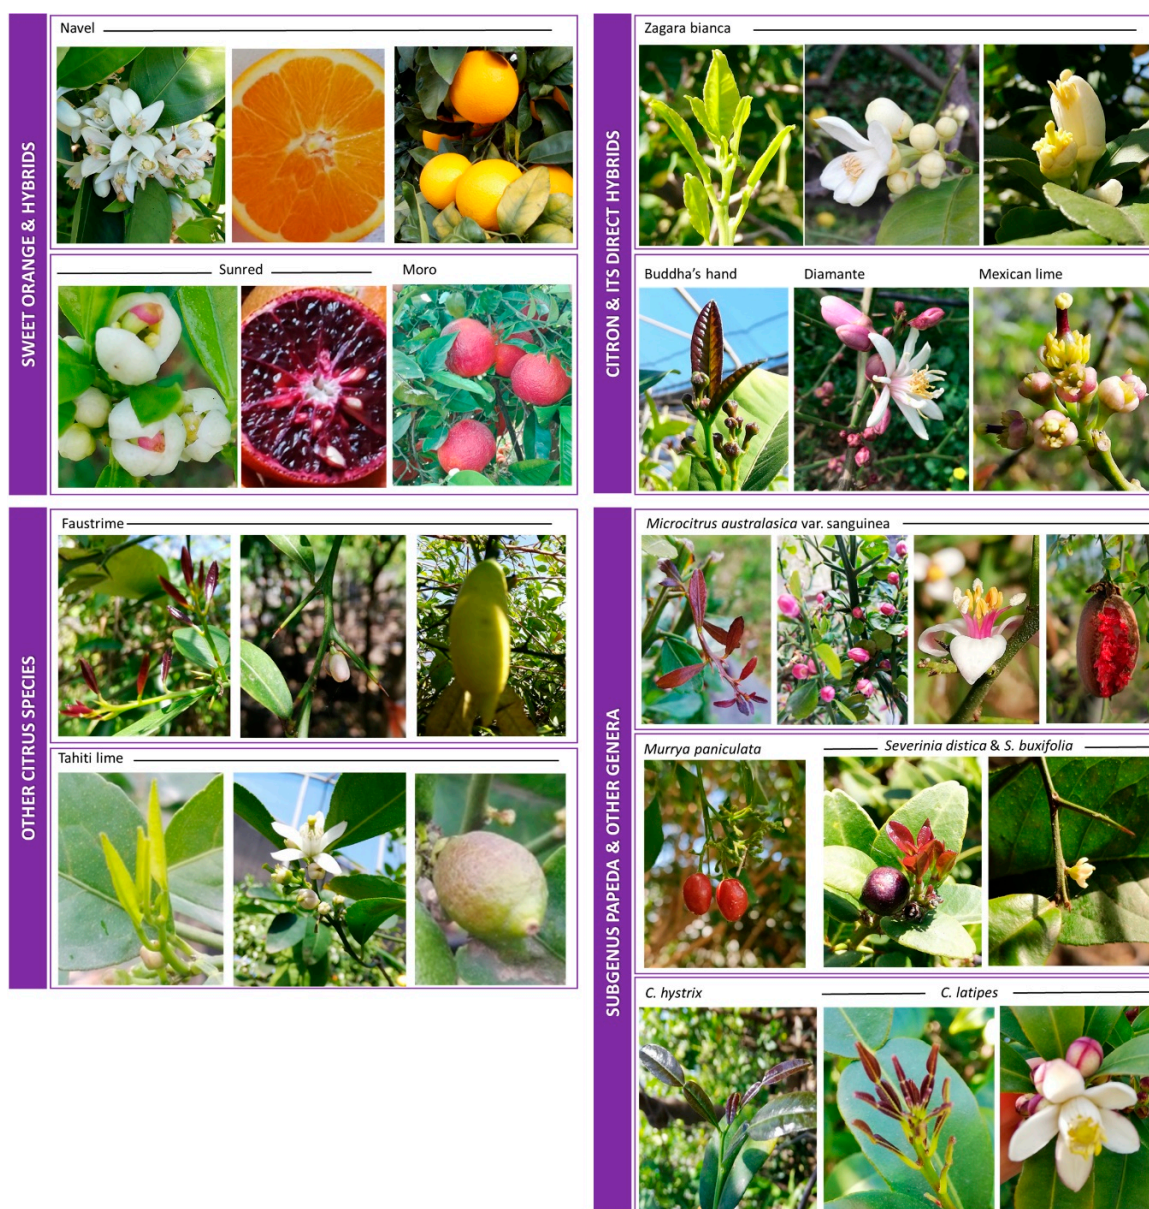 SWEET ORANGE & HYBRIDS
Navel
Sunred
Moro
CITRON & ITS DIRECT HYBRIDS
Zagara bianca
Buddha's hand
Diamante
Mexican lime
OTHER CITRUS SPECIES
Faustrime
Tahiti lime
SUBGENUS PAPEDA & OTHER GENERA
Microcitrus australasica var. sanguinea
Murrya paniculata
Severinia distica & S. buxifolia
C. hystrix
C. latipes